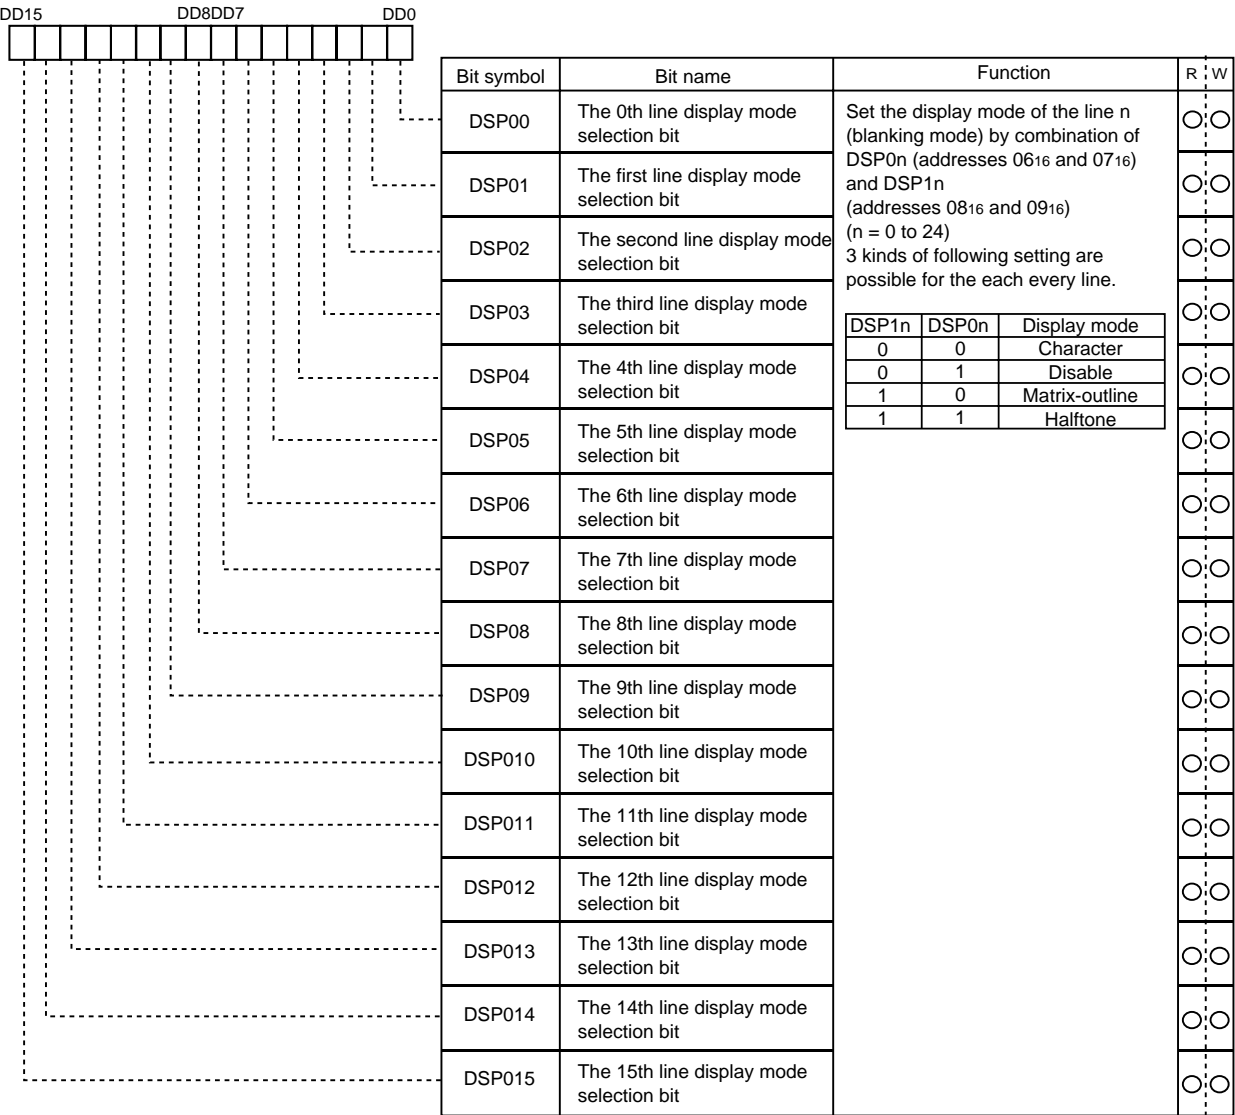 DD15 DD8DD7 DD0
Bit symbol Bit name Function R W
DSP00 The 0th line display mode
selection bit
DSP01 The first line display mode
selection bit
DSP02 The second line display mode
selection bit
DSP03 The third line display mode
selection bit
DSP04 The 4th line display mode
selection bit
DSP05 The 5th line display mode
selection bit
DSP06 The 6th line display mode
selection bit
DSP07 The 7th line display mode
selection bit
DSP08 The 8th line display mode
selection bit
DSP09 The 9th line display mode
selection bit
DSP010 The 10th line display mode
selection bit
DSP011 The 11th line display mode
selection bit
DSP012 The 12th line display mode
selection bit
DSP013 The 13th line display mode
selection bit
DSP014 The 14th line display mode
selection bit
DSP015 The 15th line display mode
selection bit
Set the display mode of the line n
(blanking mode) by combination of
DSP0n (addresses 0616 and 0716)
and DSP1n
(addresses 0816 and 0916)
(n = 0 to 24)
3 kinds of following setting are
possible for the each every line.
DSP1n DSP0n Display mode
0 0 Character
0 1 Disable
1 0 Matrix-outline
1 1 Halftone